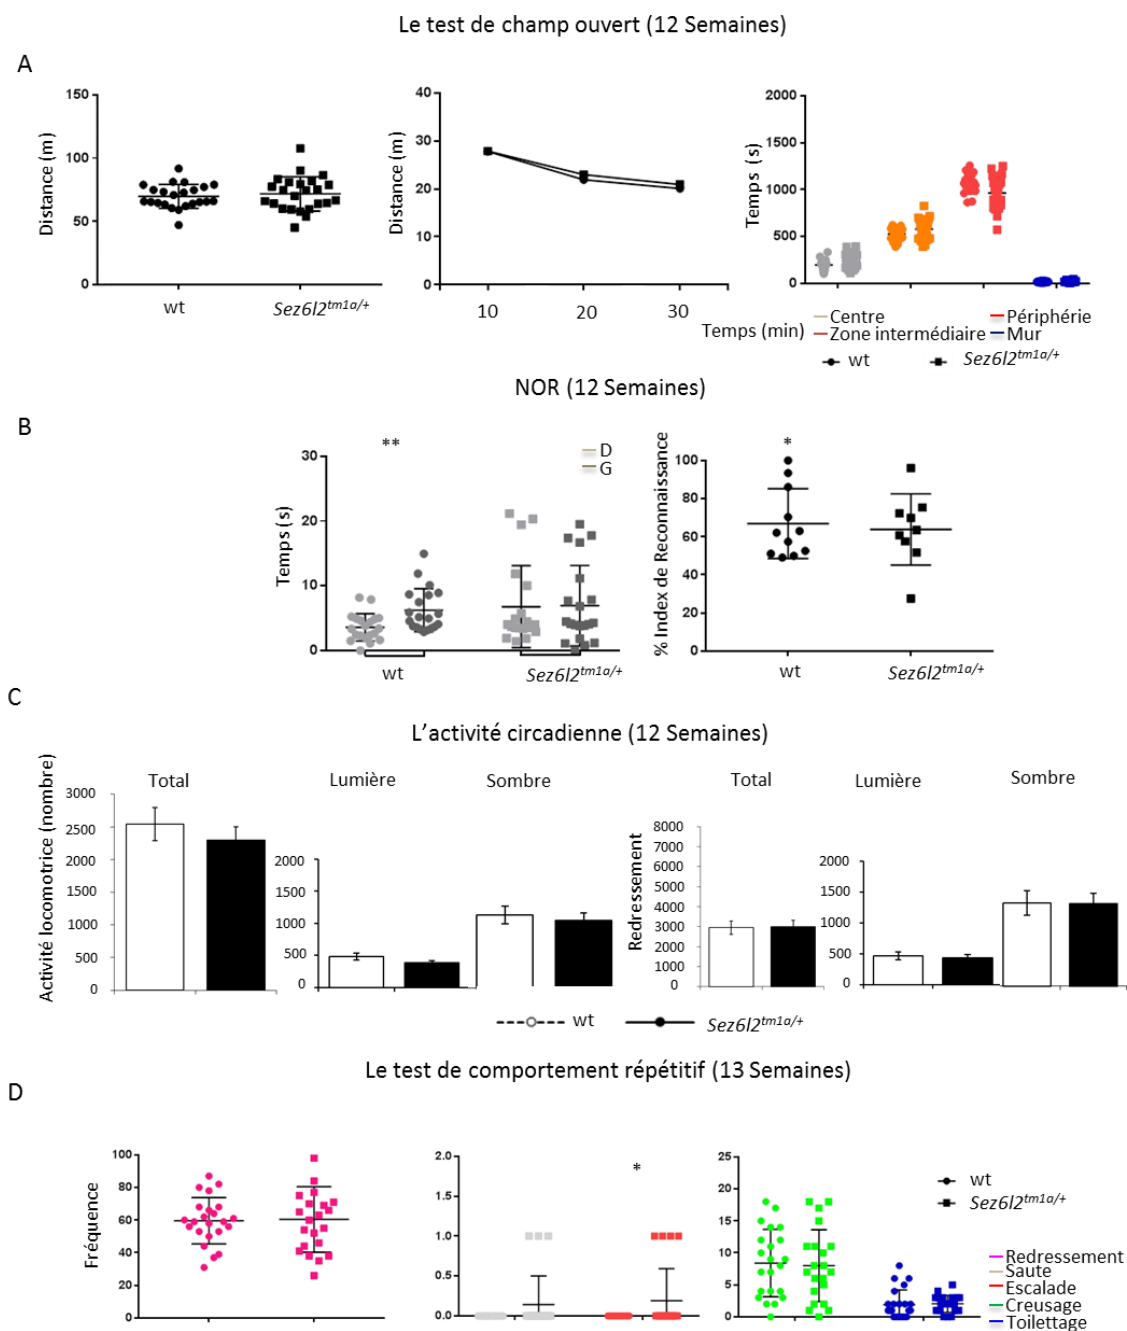 Le test de champ ouvert (12 Semaines)
A
Distance (m)
150
100
50
0
wt
Sez6l2tm1a/+
Distance (m)
40
30
20
10
0
10
20
30
Temps (min)
Temps (s)
2000
1500
1000
500
0
Centre
Périphérie
Zone intermédiaire
Mur
wt
Sez6l2tm1a/+
NOR (12 Semaines)
B
Temps (s)
30
20
10
0
**
D
G
wt
Sez6l2tm1a/+
% Index de Reconnaissance
100
80
60
40
20
0
*
wt
Sez6l2tm1a/+
C
L'activité circadienne (12 Semaines)
Activité locomotrice (nombre)
Total
3000
2500
2000
1500
1000
500
0
Lumière
Sombre
2000
1500
1000
500
0
Redressement
Total
8000
7000
6000
5000
4000
3000
2000
1000
0
Lumière
Sombre
2000
1500
1000
500
0
wt
Sez6l2tm1a/+
Le test de comportement répétitif (13 Semaines)
D
Fréquence
100
80
60
40
20
0
2.0
1.5
1.0
0.5
0.0
*
25
20
15
10
5
0
wt
Sez6l2tm1a/+
Redressement
Saute
Escalade
Creusage
Toilettage